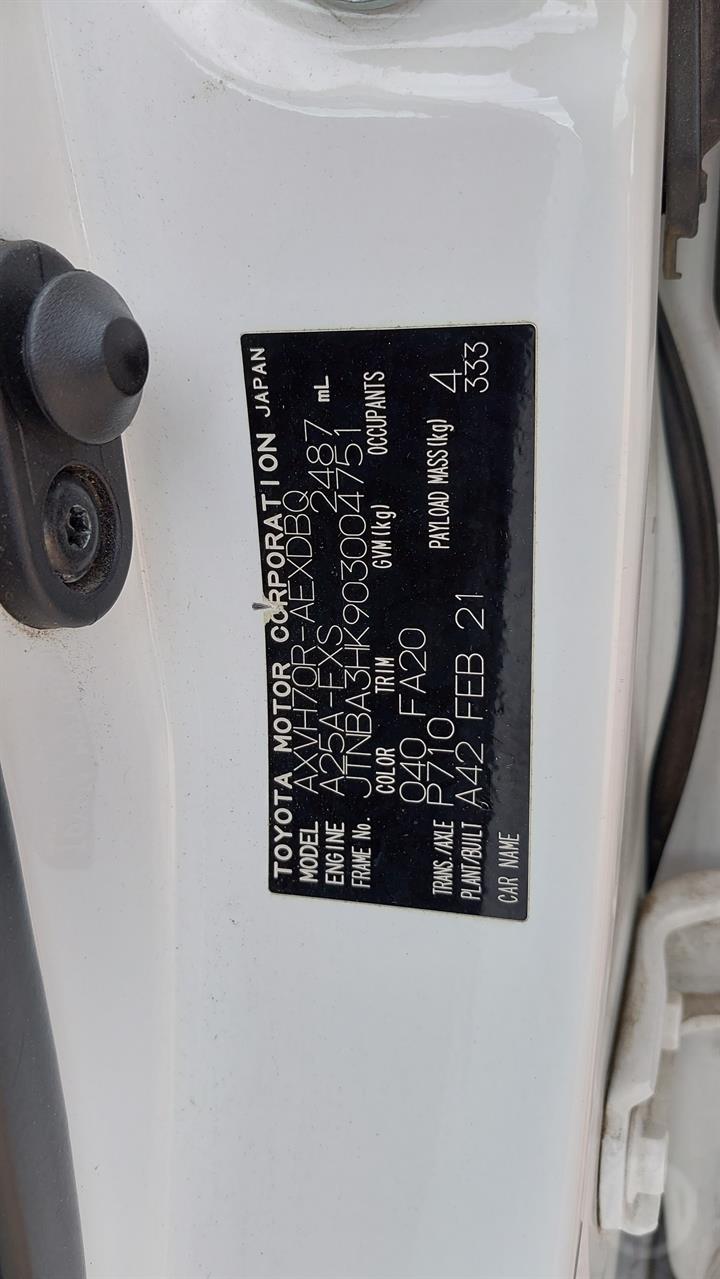 TOYOTA MOTOR CORPORATION JAPAN
MODEL AXVH70R-AEXDBQ
ENGINE A25A-FXS 2487 mL
FRAME No. JTNBA3HK903004751
COLOR TRIM GVM(kg) OCCUPANTS
040 FA20
TRANS./AXLE P710 PAYLOAD MASS(kg) 4
PLANT/BUILT A42 FEB 21 333
CAR NAME